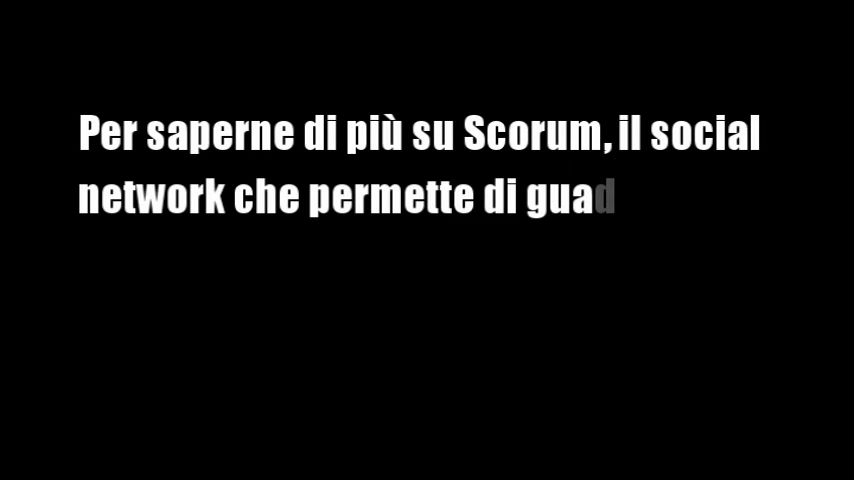 Per saperne di più su Scorum, il social
network che permette di guad